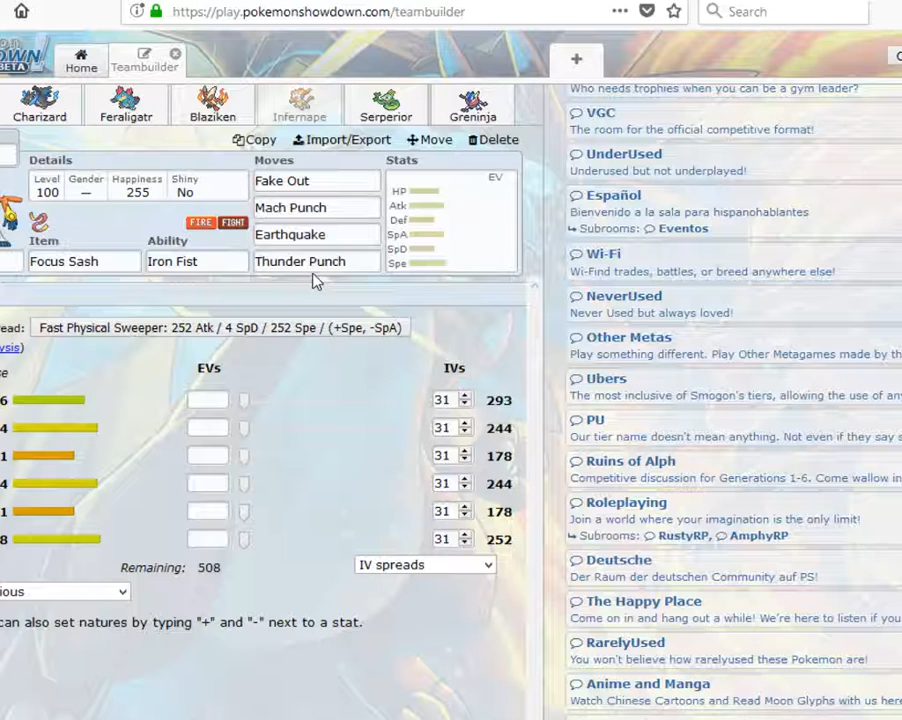 https://play.pokemonshowdown.com/teambuilder
Search
BETA
Home
Teambuilder
+
Charizard
Feraligatr
Blaziken
Infernape
Serperior
Greninja
Copy
Import/Export
Move
Delete
Details
Moves
Stats
Level
Gender
Happiness
Shiny
100
—
255
No
Fake Out
Mach Punch
Earthquake
Thunder Punch
EV
HP
Atk
Def
SpA
SpD
Spe
FIRE
FIGHT
Item
Ability
Focus Sash
Iron Fist
read:
Fast Physical Sweeper: 252 Atk / 4 SpD / 252 Spe / (+Spe, -SpA)
ysis)
se
EVs
IVs
6
31
293
4
31
244
1
31
178
4
31
244
1
31
178
8
31
252
Remaining:
508
IV spreads
ious
can also set natures by typing "+" and "-" next to a stat.
Who needs trophies when you can be a gym leader?
VGC
The room for the official competitive format!
UnderUsed
Underused but not underplayed!
Español
Bienvenido a la sala para hispanohablantes
Subrooms: Eventos
Wi-Fi
Wi-Find trades, battles, or breed anywhere else!
NeverUsed
Never Used but always loved!
Other Metas
Play something different. Play Other Metagames made by th
Ubers
The most inclusive of Smogon's tiers, allowing the use of an
PU
Our tier name doesn't mean anything. Not even if they say s
Ruins of Alph
Competitive discussion for Generations 1-6. Come wallow in
Roleplaying
Join a world where your imagination is the only limit!
Subrooms: RustyRP, AmphyRP
Deutsche
Der Raum der deutschen Community auf PS!
The Happy Place
Come on in and hang out a while! We're here to listen if you
RarelyUsed
You won't believe how rarelyused these Pokemon are!
Anime and Manga
Watch Chinese Cartoons and Read Moon Glyphs with us here